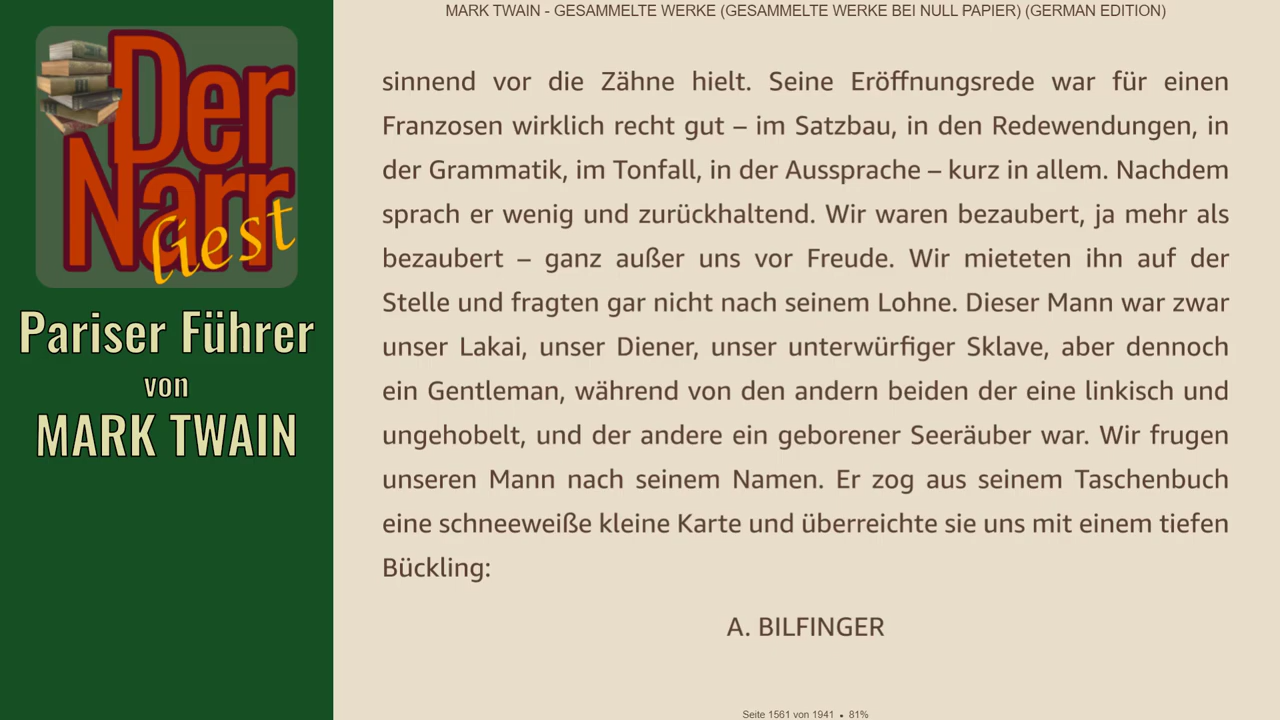 Der
Narr
liest
Pariser Führer
von
MARK TWAIN
MARK TWAIN - GESAMMELTE WERKE (GESAMMELTE WERKE BEI NULL PAPIER) (GERMAN EDITION)
sinnend vor die Zähne hielt. Seine Eröffnungsrede war für einen
Franzosen wirklich recht gut – im Satzbau, in den Redewendungen, in
der Grammatik, im Tonfall, in der Aussprache – kurz in allem. Nachdem
sprach er wenig und zurückhaltend. Wir waren bezaubert, ja mehr als
bezaubert – ganz außer uns vor Freude. Wir mieteten ihn auf der
Stelle und fragten gar nicht nach seinem Lohne. Dieser Mann war zwar
unser Lakai, unser Diener, unser unterwürfiger Sklave, aber dennoch
ein Gentleman, während von den andern beiden der eine linkisch und
ungehobelt, und der andere ein geborener Seeräuber war. Wir frugen
unseren Mann nach seinem Namen. Er zog aus seinem Taschenbuch
eine schneeweiße kleine Karte und überreichte sie uns mit einem tiefen
Bückling:
A. BILFINGER
Seite 1561 von 1941 • 81%